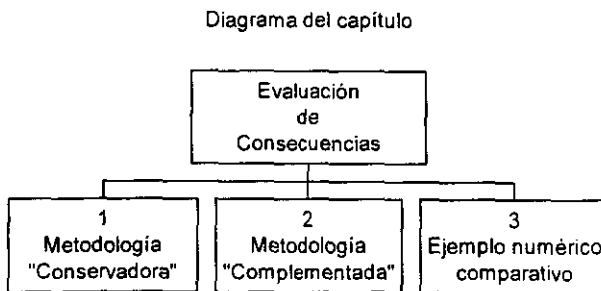 Diagrama del capítulo
Evaluación
de
Consecuencias
1
Metodología
"Conservadora"
2
Metodología
"Complementada"
3
Ejemplo numérico
comparativo